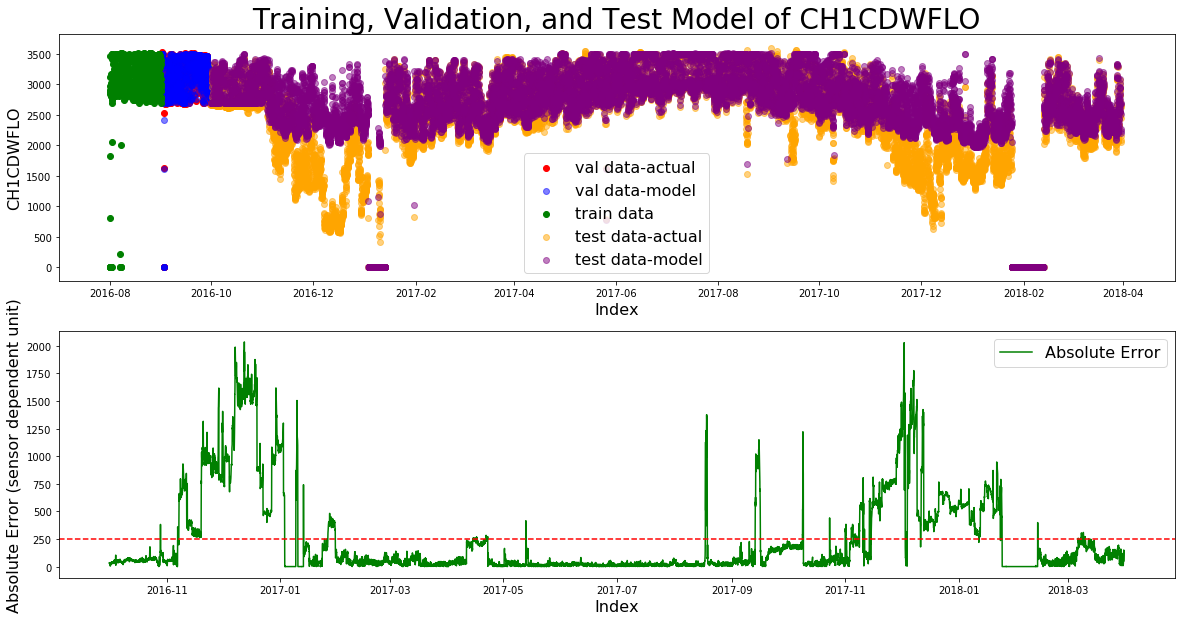 Training, Validation, and Test Model of CH1CDWFLO
CH1CDWFLO
3500
3000
2500
2000
1500
1000
500
0
val data-actual
val data-model
train data
test data-actual
test data-model
2016-08 2016-10 2016-12 2017-02 2017-04 2017-06 2017-08 2017-10 2017-12 2018-02 2018-04
Index
Absolute Error (sensor dependent unit)
2000
1750
1500
1250
1000
750
500
250
0
Absolute Error
2016-11 2017-01 2017-03 2017-05 2017-07 2017-09 2017-11 2018-01 2018-03
Index